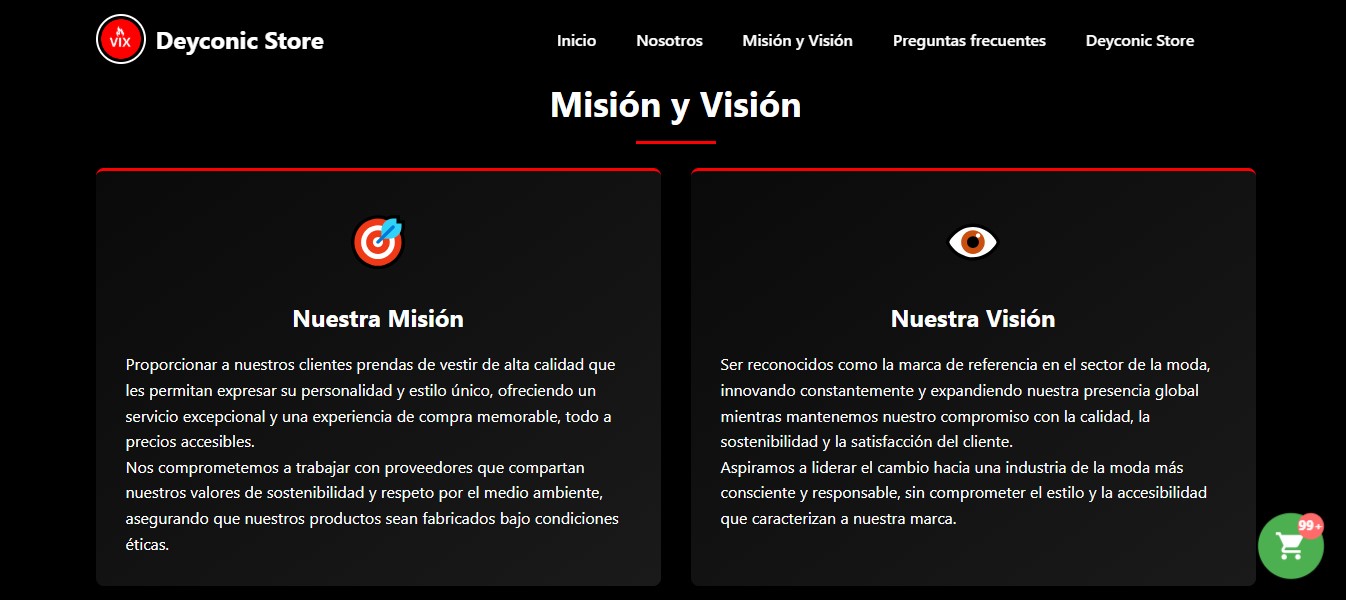 VIX
Deyconic Store
Inicio
Nosotros
Misión y Visión
Preguntas frecuentes
Deyconic Store
Misión y Visión
Nuestra Misión
Proporcionar a nuestros clientes prendas de vestir de alta calidad que
les permitan expresar su personalidad y estilo único, ofreciendo un
servicio excepcional y una experiencia de compra memorable, todo a
precios accesibles.
Nos comprometemos a trabajar con proveedores que compartan
nuestros valores de sostenibilidad y respeto por el medio ambiente,
asegurando que nuestros productos sean fabricados bajo condiciones
éticas.
Nuestra Visión
Ser reconocidos como la marca de referencia en el sector de la moda,
innovando constantemente y expandiendo nuestra presencia global
mientras mantenemos nuestro compromiso con la calidad, la
sostenibilidad y la satisfacción del cliente.
Aspiramos a liderar el cambio hacia una industria de la moda más
consciente y responsable, sin comprometer el estilo y la accesibilidad
que caracterizan a nuestra marca.
99+